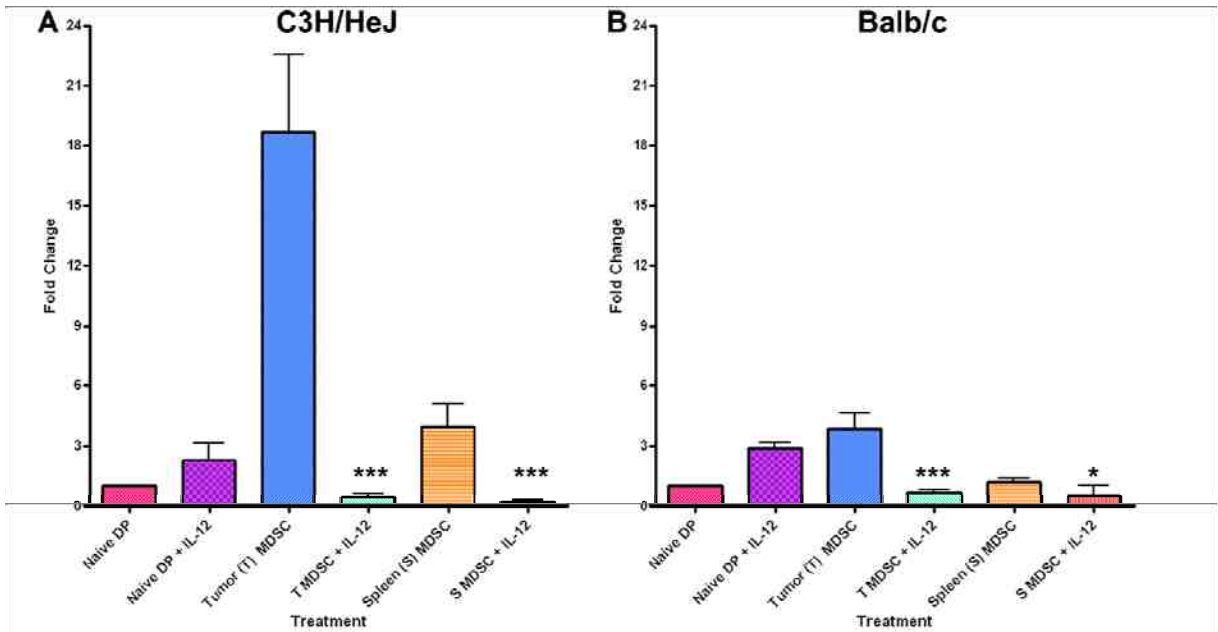 A
C3H/HeJ
24
21
18
15
12
9
6
3
0
Fold Change
***
***
Naive DP
Naive DP + IL-12
Tumor (T) MDSC
T MDSC + IL-12
Spleen (S) MDSC
S MDSC + IL-12
Treatment
B
Balb/c
24
21
18
15
12
9
6
3
0
Fold Change
***
*
Naive DP
Naive DP + IL-12
Tumor (T) MDSC
T MDSC + IL-12
Spleen (S) MDSC
S MDSC + IL-12
Treatment